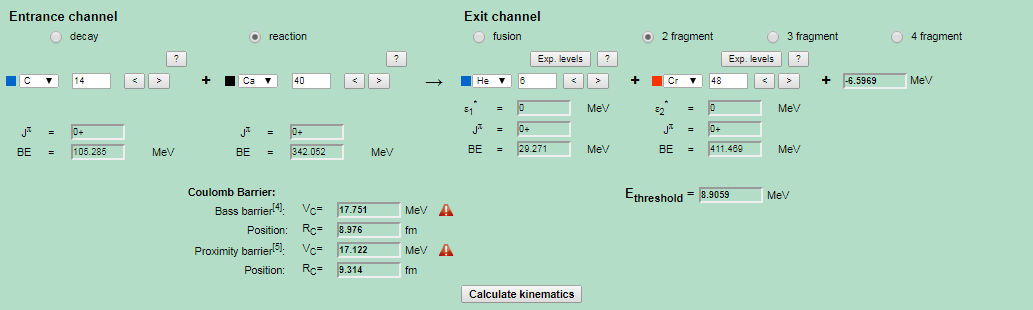 Entrance channel Exit channel
decay reaction fusion 2 fragment 3 fragment 4 fragment
? ? Exp. levels ? Exp. levels ?
C ▼ 14 < > + Ca ▼ 40 < > → He ▼ 6 < > + Cr ▼ 48 < > + -6.5969 MeV
ε1* = 0 MeV ε2* = 0 MeV
Jπ = 0+ Jπ = 0+ Jπ = 0+ Jπ = 0+
BE = 105.285 MeV BE = 342.052 MeV BE = 29.271 MeV BE = 411.469 MeV
Coulomb Barrier: Ethreshold = 8.9059 MeV
Bass barrier[4]: VC= 17.751 MeV
Position: RC= 8.976 fm
Proximity barrier[5]: VC= 17.122 MeV
Position: RC= 9.314 fm
Calculate kinematics